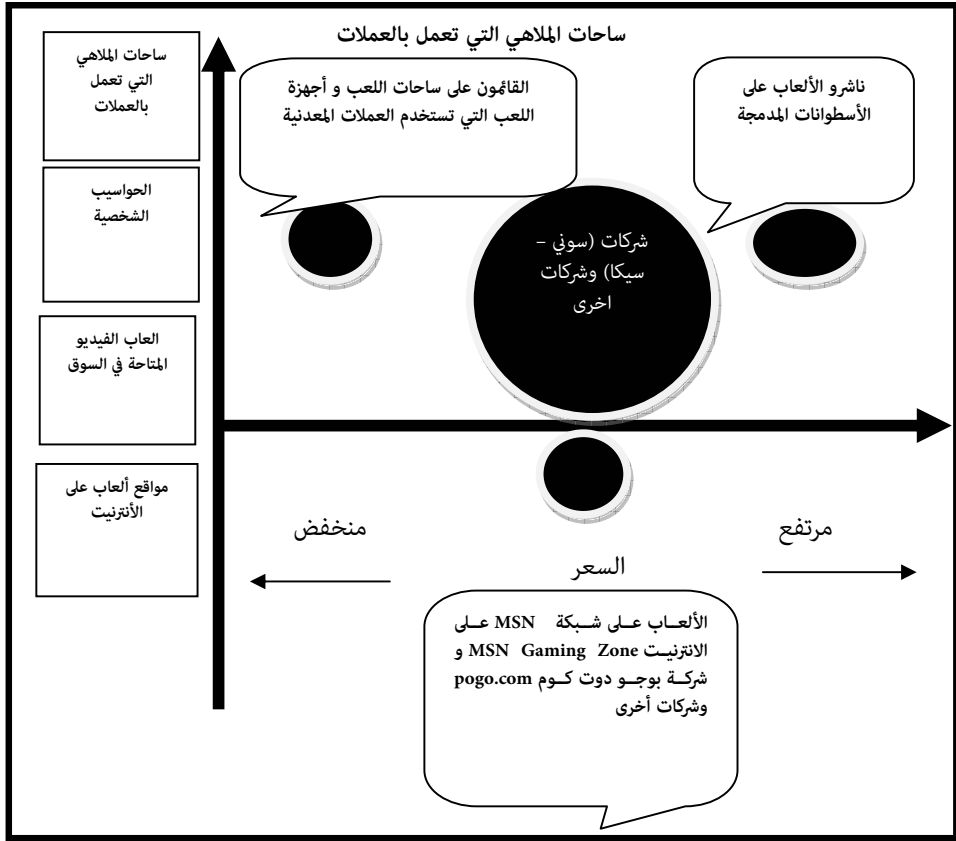 ساحات الملاهي التي تعمل بالعملات
ساحات الملاهي
التي تعمل
بالعملات
القائمون على ساحات اللعب و أجهزة
اللعب التي تستخدم العملات المعدنية
ناشرو الألعاب على
الأسطوانات المدمجة
الحواسيب
الشخصية
شركات (سوني –
سيكا) وشركات
اخرى
العاب الفيديو
المتاحة في السوق
مواقع ألعاب على
الأنترنيت
مرتفع
منخفض
السعر
الألعاب على شبكة MSN على
الانترنيت MSN Gaming Zone و
شركة بوجو دوت كوم pogo.com
وشركات أخرى